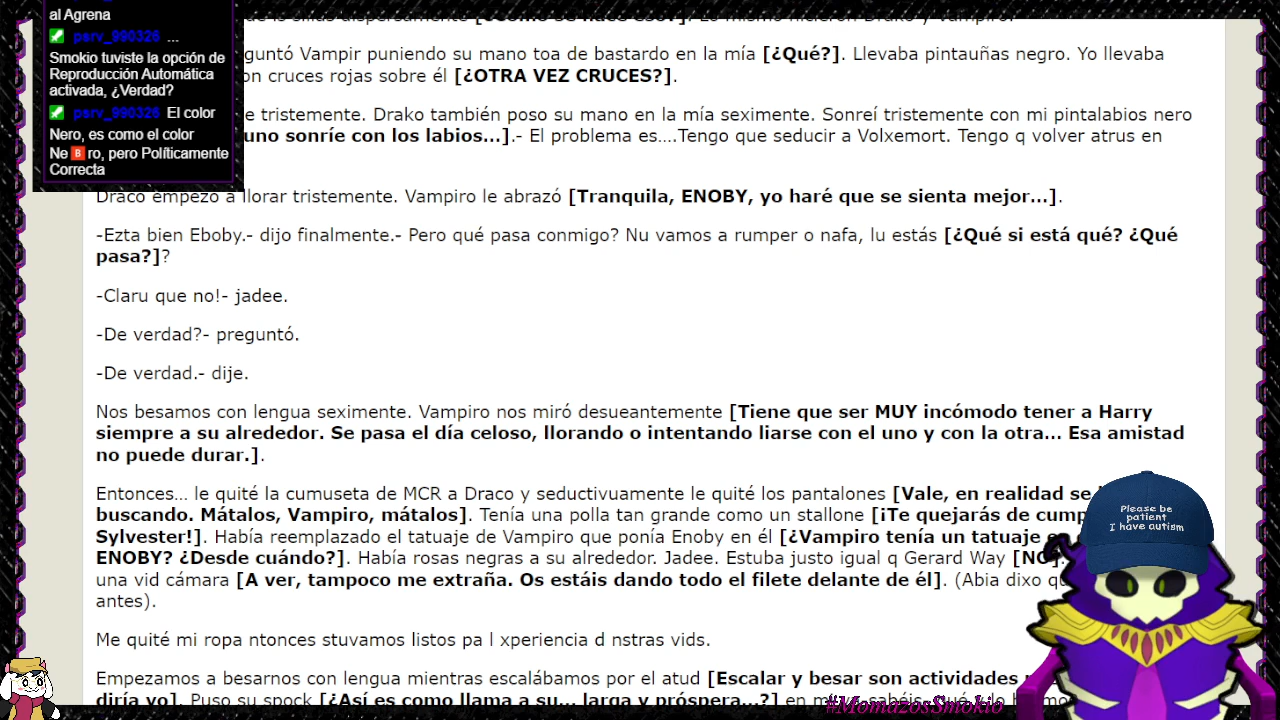 al Agrena
psrv_990326 ...
Smokio tuviste la opción de
Reproducción Automática
activada, ¿Verdad?
psrv_990326 El color
Nero, es como el color
Ne B ro, pero Políticamente
Correcta
guntó Vampir puniendo su mano toa de bastardo en la mía [¿Qué?]. Llevaba pintauñas negro. Yo llevaba
on cruces rojas sobre él [¿OTRA VEZ CRUCES?].
e tristemente. Drako también poso su mano en la mía seximente. Sonreí tristemente con mi pintalabios nero
uno sonríe con los labios...].- El problema es....Tengo que seducir a Volxemort. Tengo q volver atrus en
Draco empezó a llorar tristemente. Vampiro le abrazó [Tranquila, ENOBY, yo haré que se sienta mejor...].
-Ezta bien Eboby.- dijo finalmente.- Pero qué pasa conmigo? Nu vamos a rumper o nafa, lu estás [¿Qué si está qué? ¿Qué
pasa?]?
-Claru que no!- jadee.
-De verdad?- preguntó.
-De verdad.- dije.
Nos besamos con lengua seximente. Vampiro nos miró desueantemente [Tiene que ser MUY incómodo tener a Harry
siempre a su alrededor. Se pasa el día celoso, llorando o intentando liarse con el uno y con la otra... Esa amistad
no puede durar.].
Entonces... le quité la cumuseta de MCR a Draco y seductivuamente le quité los pantalones [Vale, en realidad se
buscando. Mátalos, Vampiro, mátalos]. Tenía una polla tan grande como un stallone [¡Te quejarás de
Sylvester!]. Había reemplazado el tatuaje de Vampiro que ponía Enoby en él [¿Vampiro tenía un tatuaje
ENOBY? ¿Desde cuándo?]. Había rosas negras a su alrededor. Jadee. Estuba justo igual q Gerard Way [NO].
una vid cámara [A ver, tampoco me extraña. Os estáis dando todo el filete delante de él]. (Abia dixo
antes).
Me quité mi ropa ntonces stuvamos listos pa l xperiencia d nstras vids.
Empezamos a besarnos con lengua mientras escalábamos por el atud [Escalar y besar son actividades
diría yo]. Puso su spock [¿Así es como llama a su... larga y próspera...?] en
Please be
patient
I have autism
#MomazosSmokio